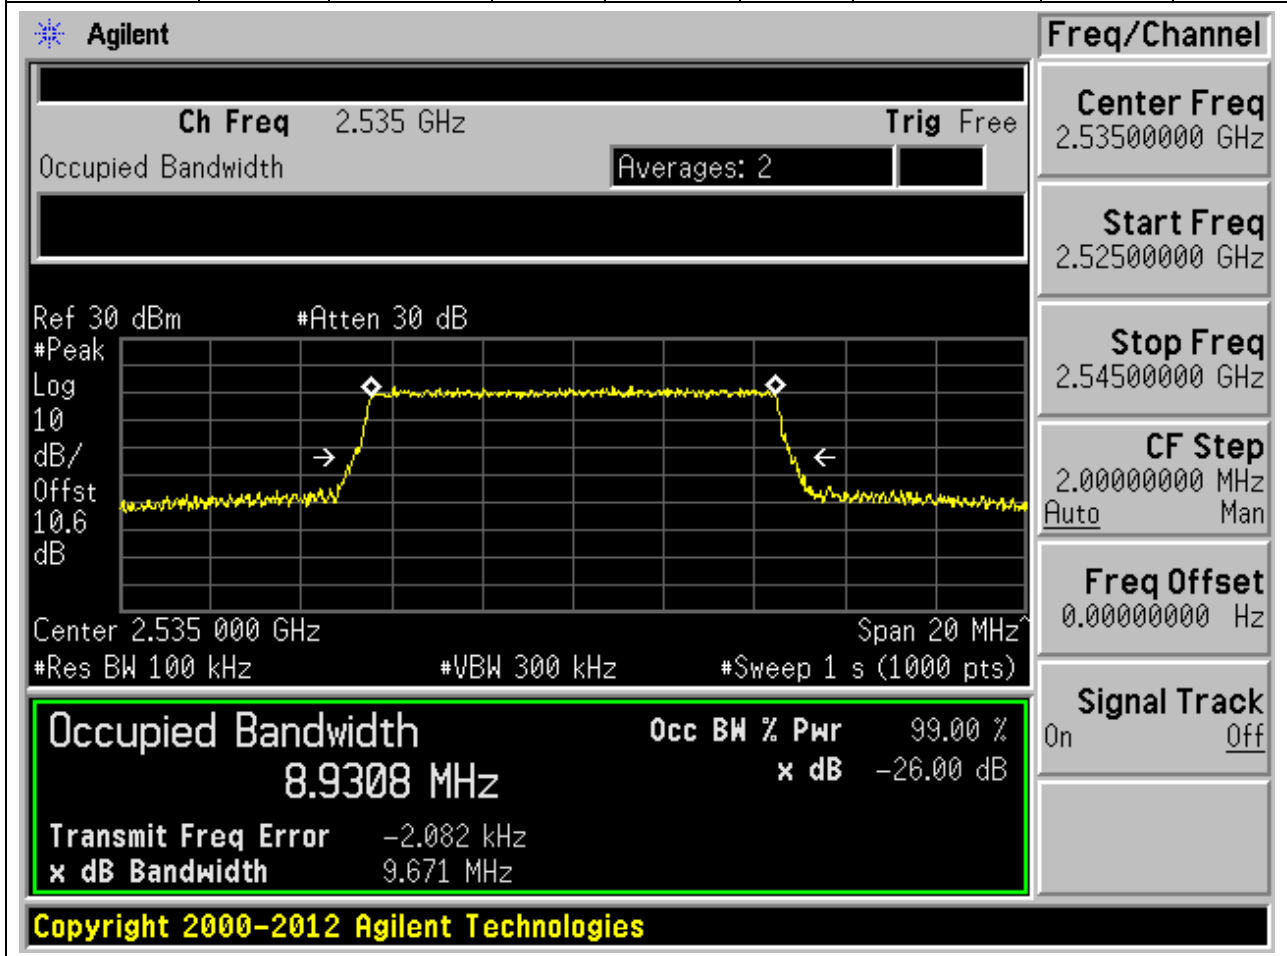 Agilent
Freq/Channel
Ch Freq 2.535 GHz Trig Free
Occupied Bandwidth Averages: 2
Center Freq
2.53500000 GHz
Start Freq
2.52500000 GHz
Stop Freq
2.54500000 GHz
CF Step
2.00000000 MHz
Auto Man
Freq Offset
0.00000000 Hz
Signal Track
On Off
Ref 30 dBm #Atten 30 dB
#Peak
Log
10
dB/
Offst
10.6
dB
Center 2.535 000 GHz Span 20 MHz^
#Res BW 100 kHz #VBW 300 kHz #Sweep 1 s (1000 pts)
Occupied Bandwidth Occ BW % Pwr 99.00 %
8.9308 MHz x dB -26.00 dB
Transmit Freq Error -2.082 kHz
x dB Bandwidth 9.671 MHz
Copyright 2000-2012 Agilent Technologies